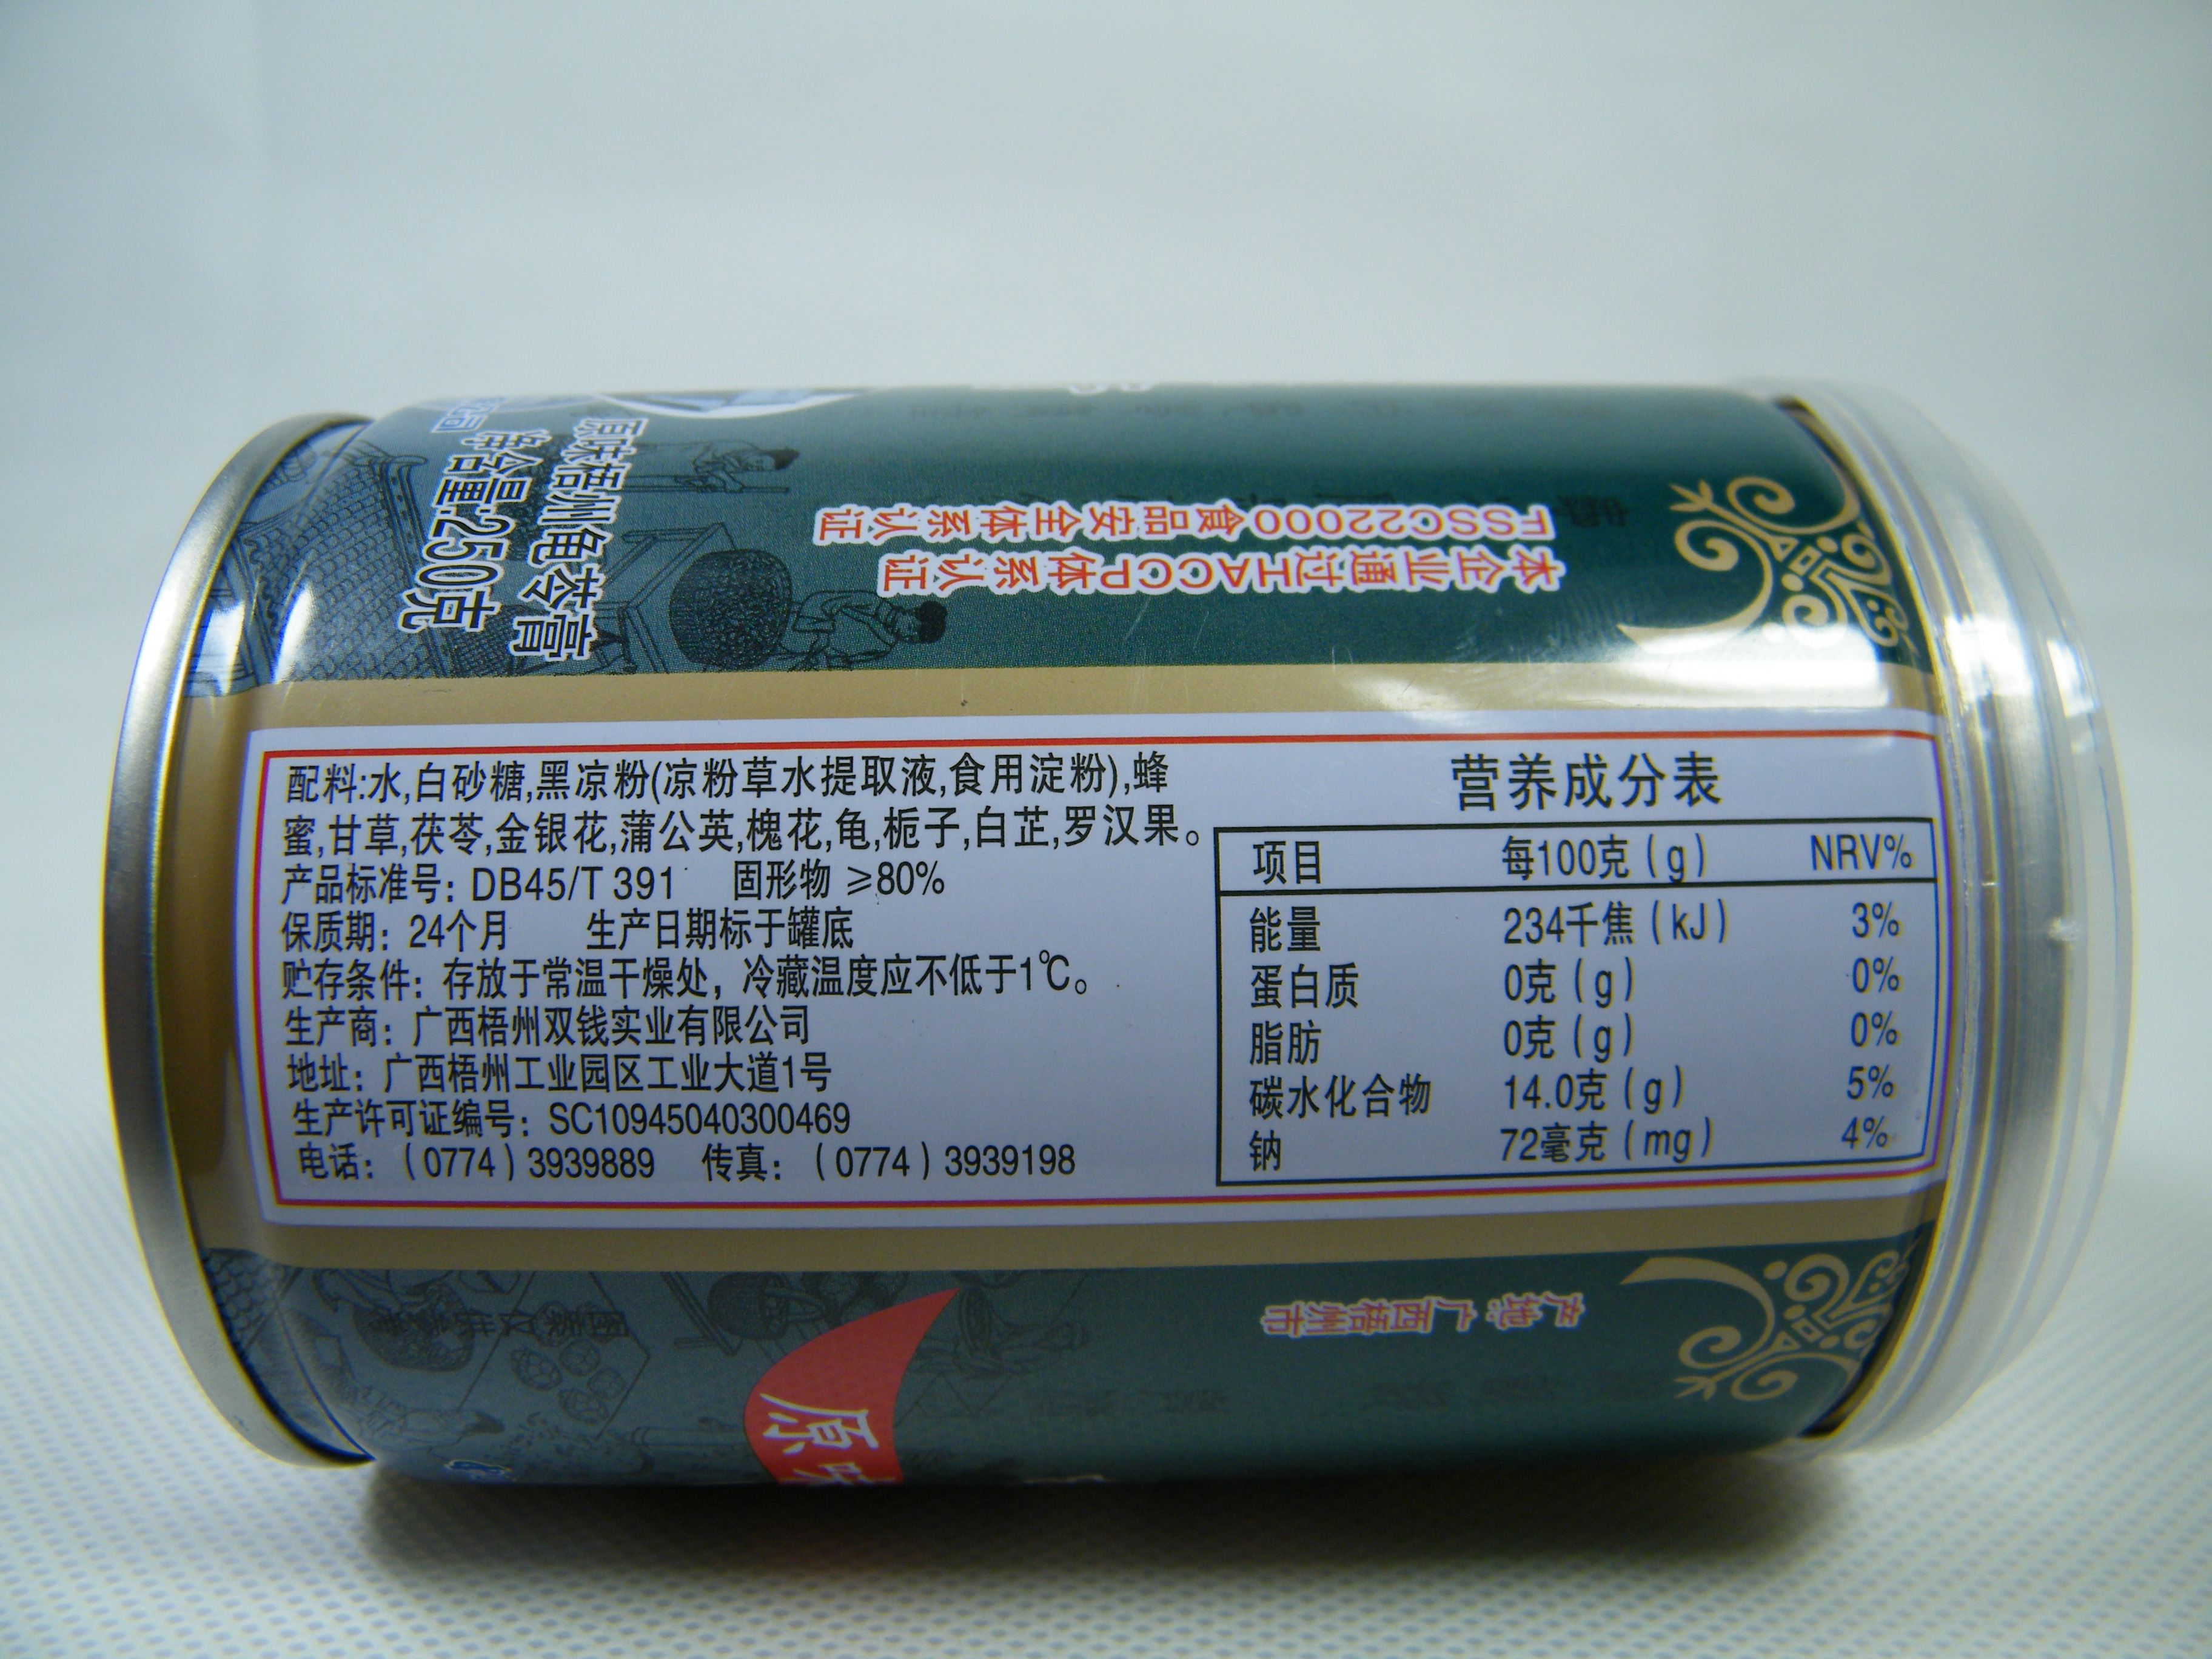 原味梧州龟苓膏
净含量:250克
FSSC22000食品安全体系认证
本企业通过HACCP体系认证
配料:水,白砂糖,黑凉粉(凉粉草水提取液,食用淀粉),蜂
蜜,甘草,茯苓,金银花,蒲公英,槐花,龟,栀子,白芷,罗汉果。
产品标准号: DB45/T 391 固形物 ≥80%
保质期: 24个月 生产日期标于罐底
贮存条件: 存放于常温干燥处, 冷藏温度应不低于1℃。
生产商: 广西梧州双钱实业有限公司
地址: 广西梧州工业园区工业大道1号
生产许可证编号: SC10945040300469
电话: (0774) 3939889 传真: (0774) 3939198
营养成分表
项目 每100克 (g) NRV%
能量 234千焦 (kJ) 3%
蛋白质 0克 (g) 0%
脂肪 0克 (g) 0%
碳水化合物 14.0克 (g) 5%
钠 72毫克 (mg) 4%
产地:广西梧州市
图案仅供参考
原味